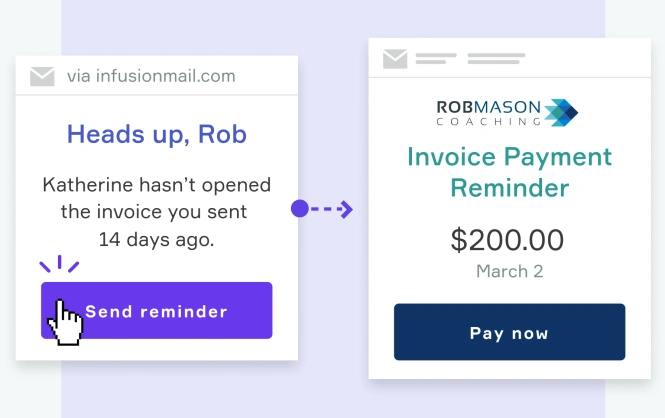 via infusionmail.com
Heads up, Rob
Katherine hasn’t opened
the invoice you sent
14 days ago.
Send reminder
ROBMASON
COACHING
Invoice Payment
Reminder
$200.00
March 2
Pay now